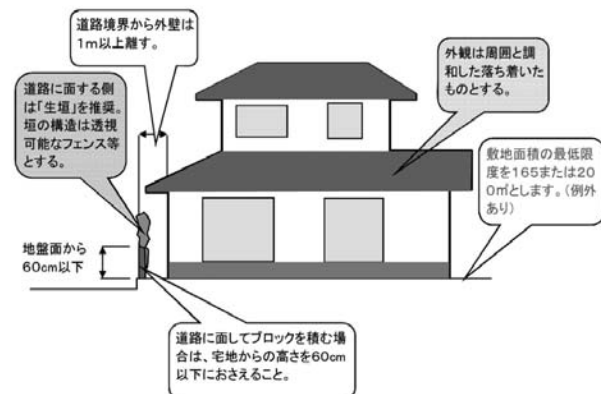 道路境界から外壁は
1m以上離す。
外観は周囲と調
和した落ち着いた
ものとする。
道路に面する側
は「生垣」を推奨。
垣の構造は透視
可能なフェンス等
とする。
敷地面積の最低限
度を165または20
0㎡とします。(例外
あり)
地盤面から
60cm以下
道路に面してブロックを積む場
合は、宅地からの高さを60cm
以下におさえること。